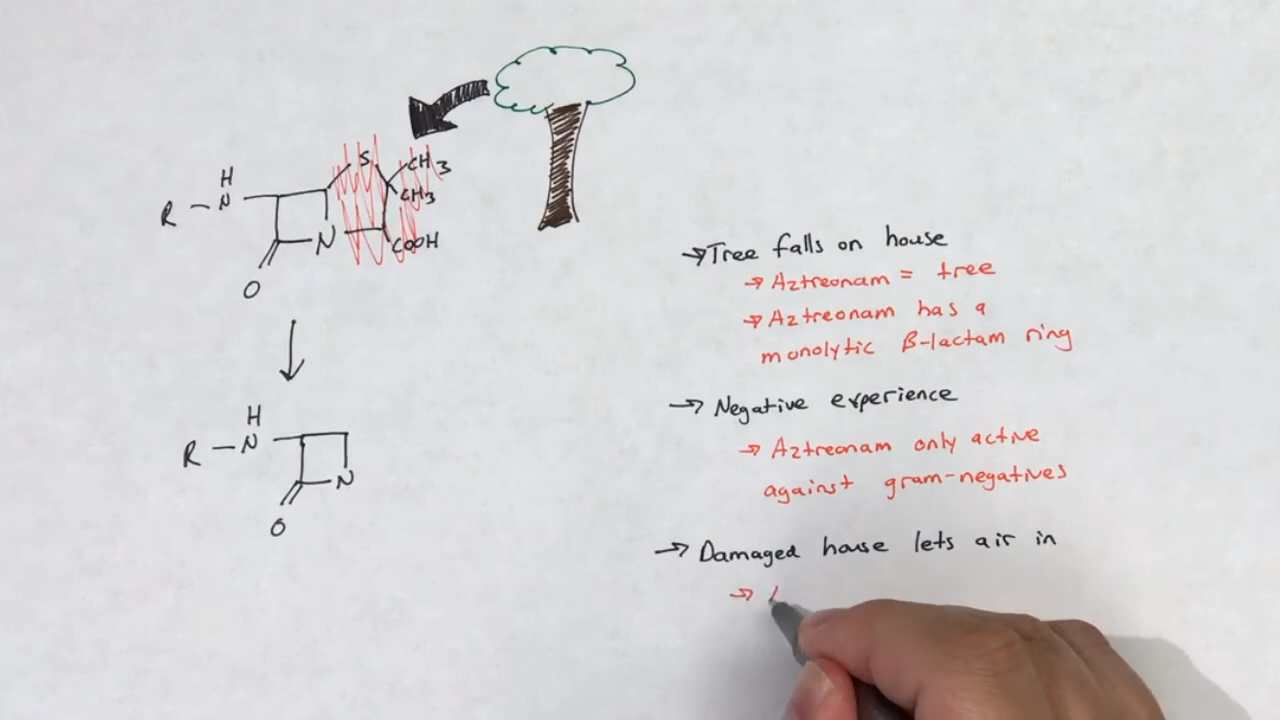 S
CH3
H
CH3
R - N
N
COOH
O
H
R - N
N
O
→ Tree falls on house
→ Aztreonam = tree
→ Aztreonam has a
monolytic β-lactam ring
→ Negative experience
→ Aztreonam only active
against gram-negatives
→ Damaged house lets air in
→